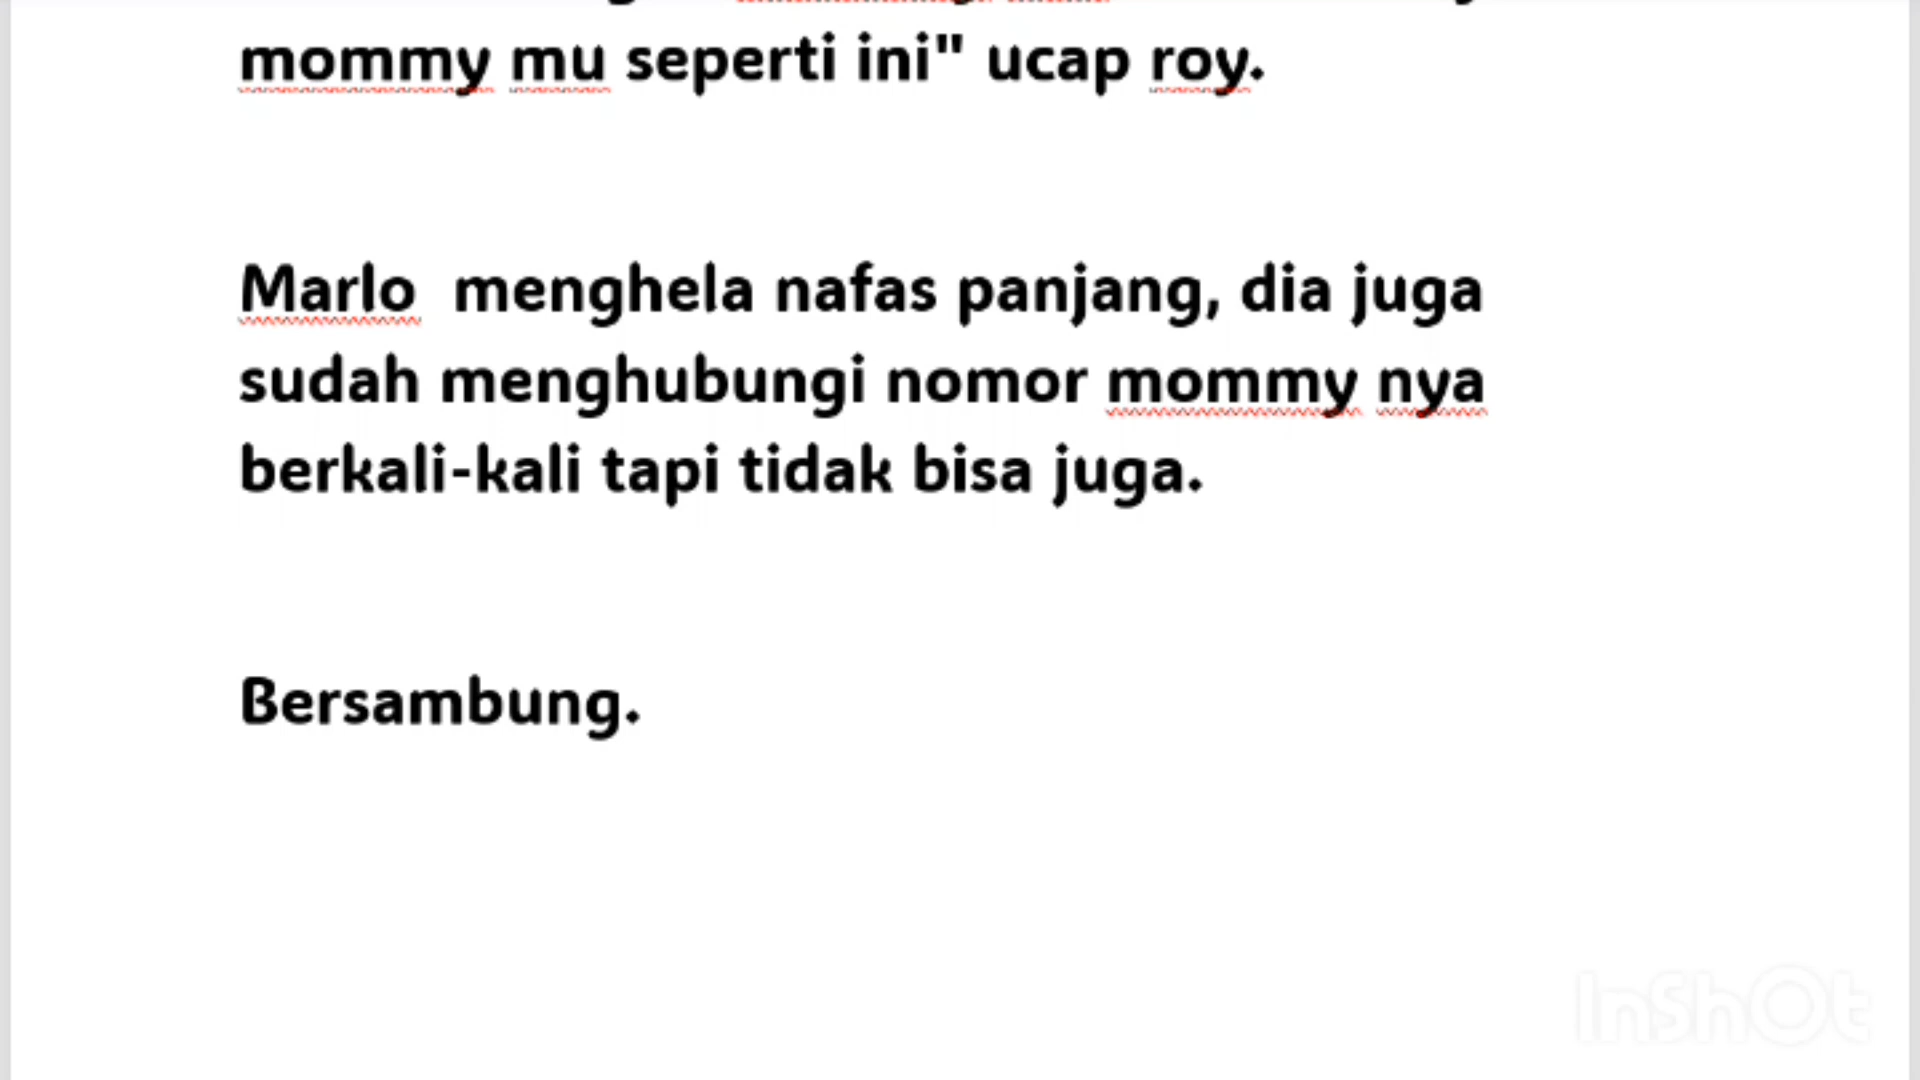 mommy mu seperti ini" ucap roy.
Marlo  menghela nafas panjang, dia juga
sudah menghubungi nomor mommy nya
berkali-kali tapi tidak bisa juga.
Bersambung.
InShOt